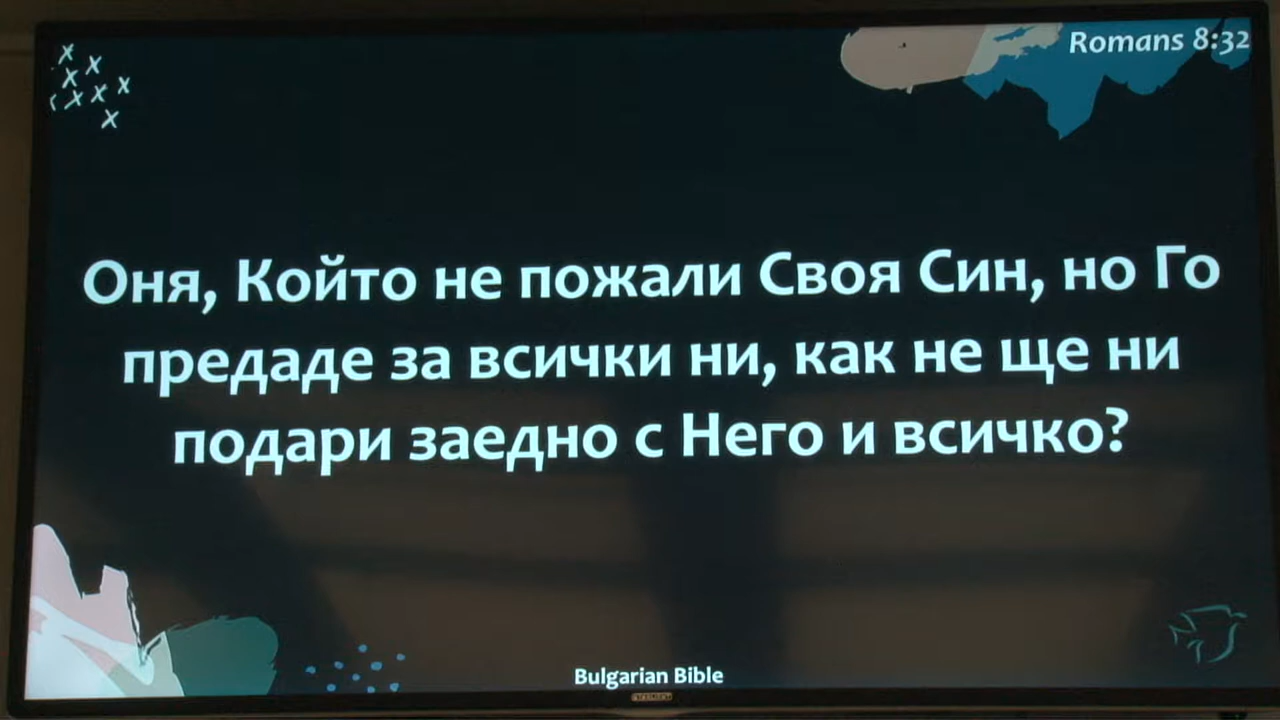 Romans 8:32
Оня, Който не пожали Своя Син, но Го
предаде за всички ни, как не ще ни
подари заедно с Него и всичко?
Bulgarian Bible